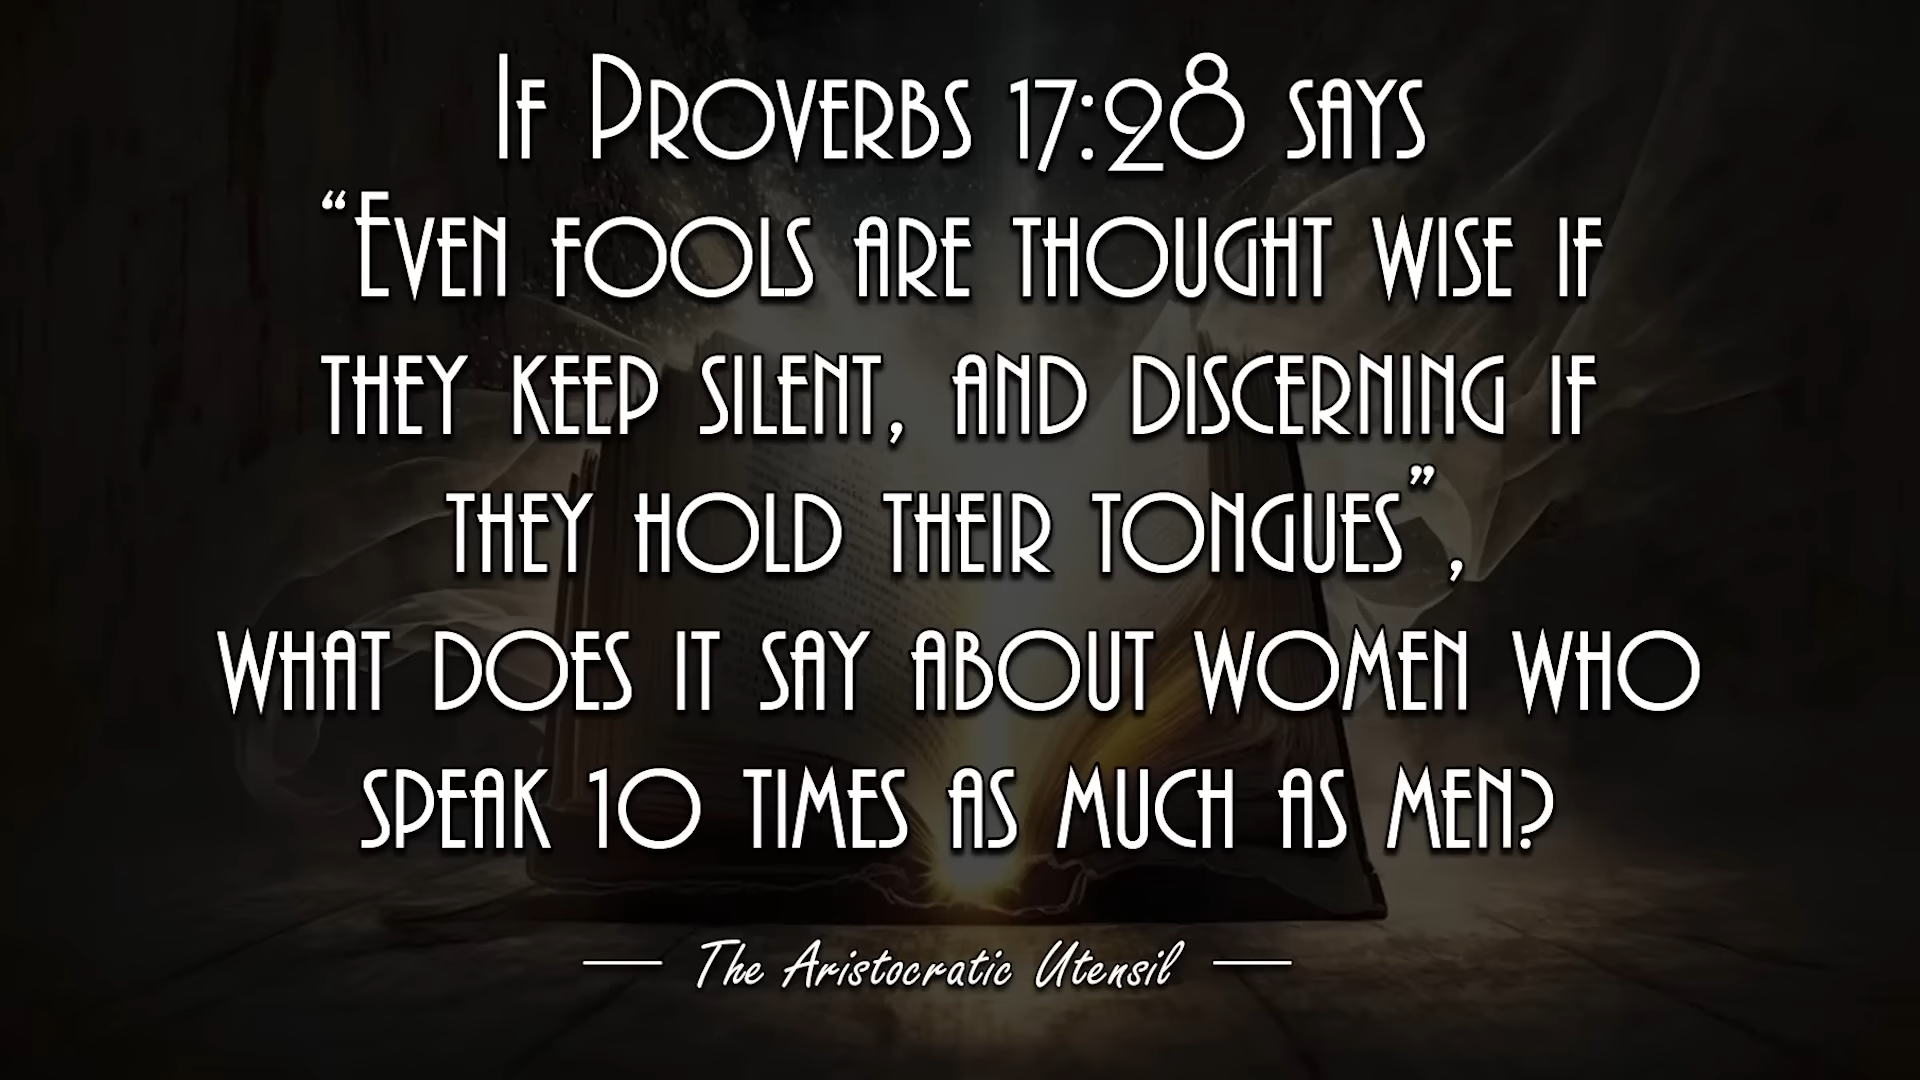 If Proverbs 17:28 says
“Even fools are thought wise if
they keep silent, and discerning if
they hold their tongues”,
what does it say about women who
speak 10 times as much as men?
— The Aristocratic Utensil —